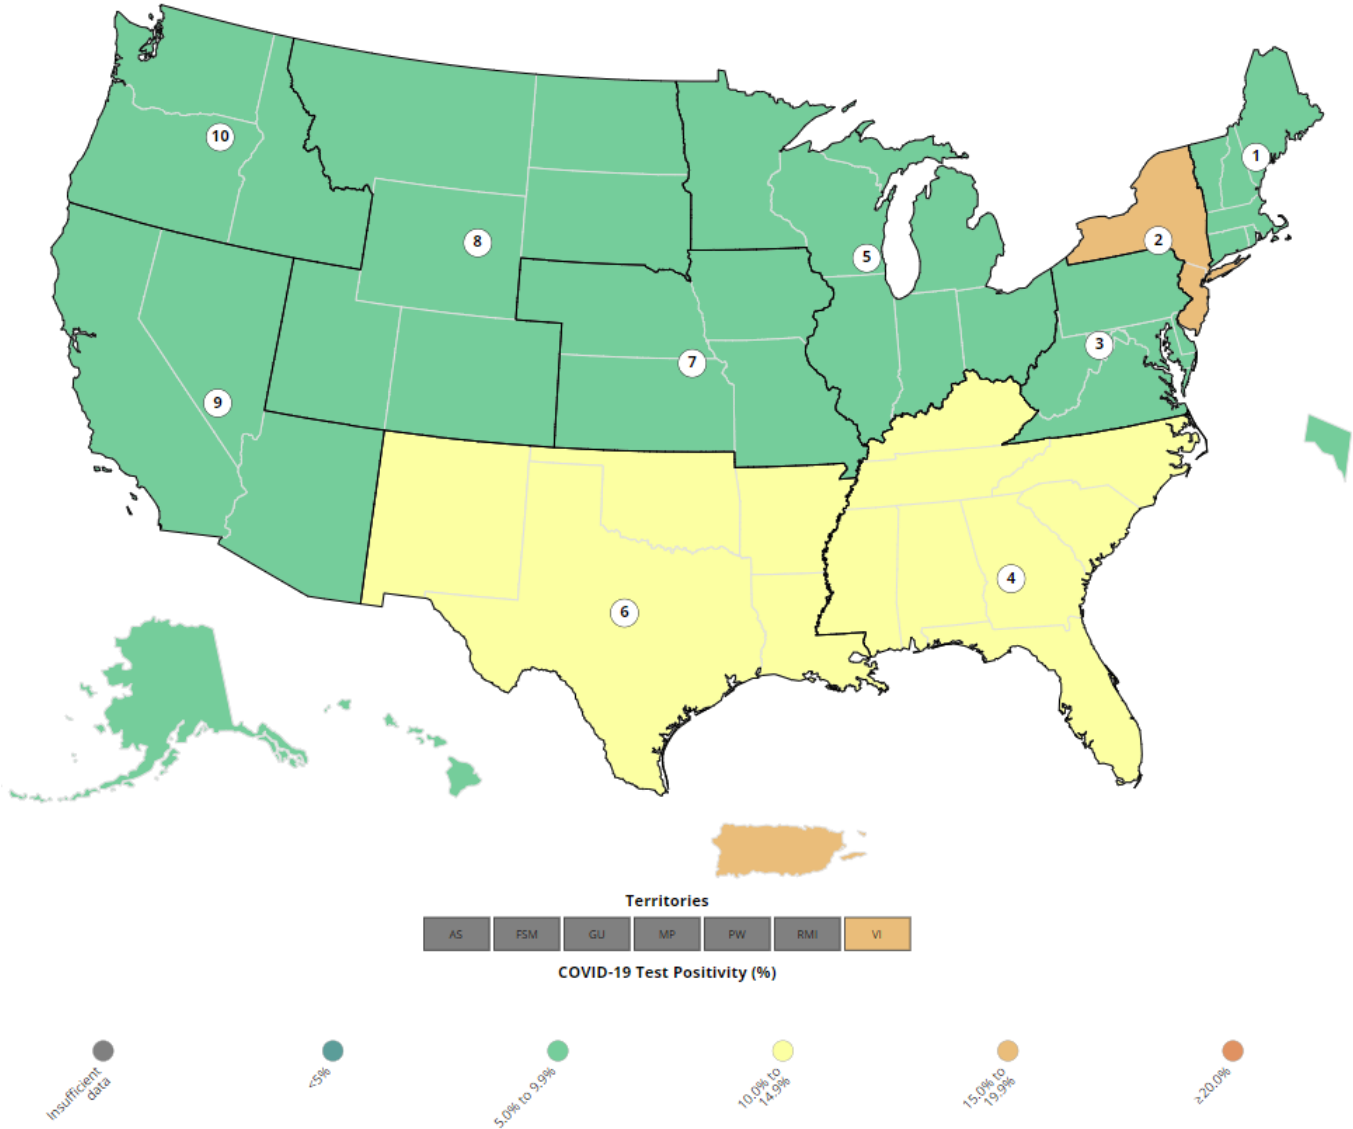 10
1
8
2
5
3
7
9
4
6
Territories
AS FSM GU MP PW RMI VI
COVID-19 Test Positivity (%)
Insufficient
data
<5%
5.0% to 9.9%
10.0% to
14.9%
15.0% to
19.9%
≥20.0%